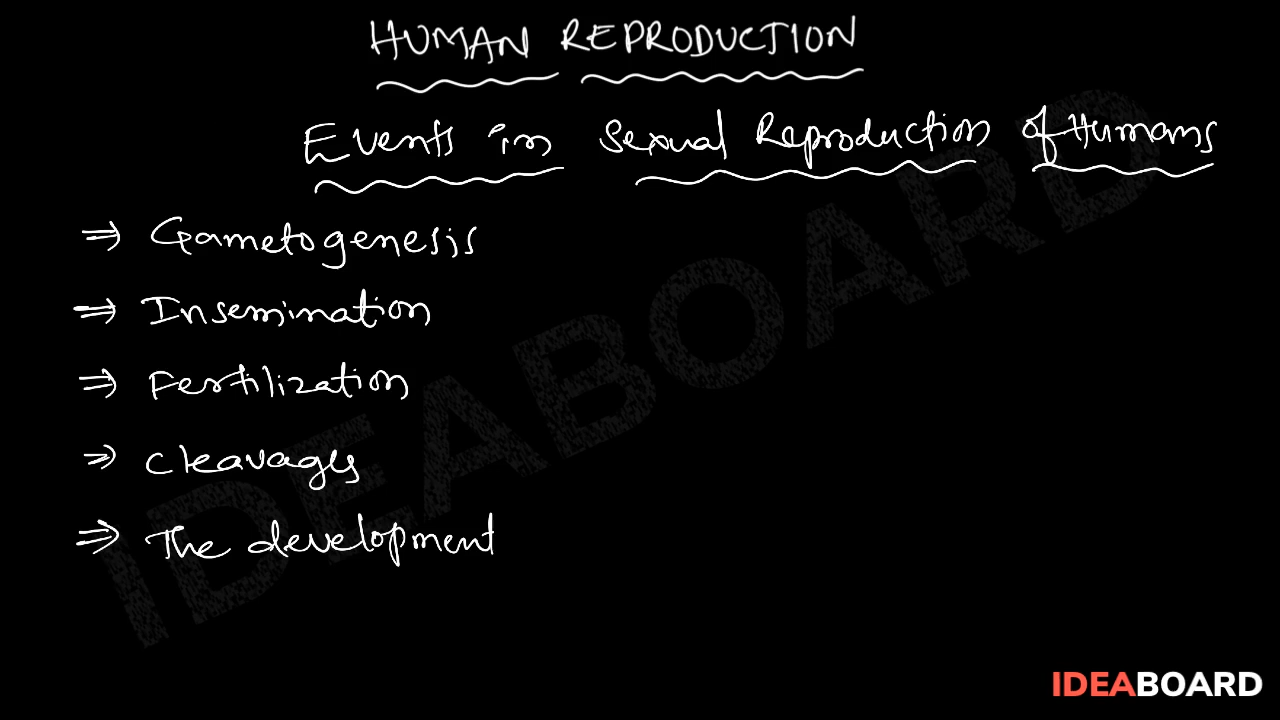 HUMAN REPRODUCTION
Events in Sexual Reproduction of Humans
⇒ Gametogenesis
⇒ Insemination
⇒ Fertilization
⇒ Cleavages
⇒ The development
IDEABOARD
IDEABOARD